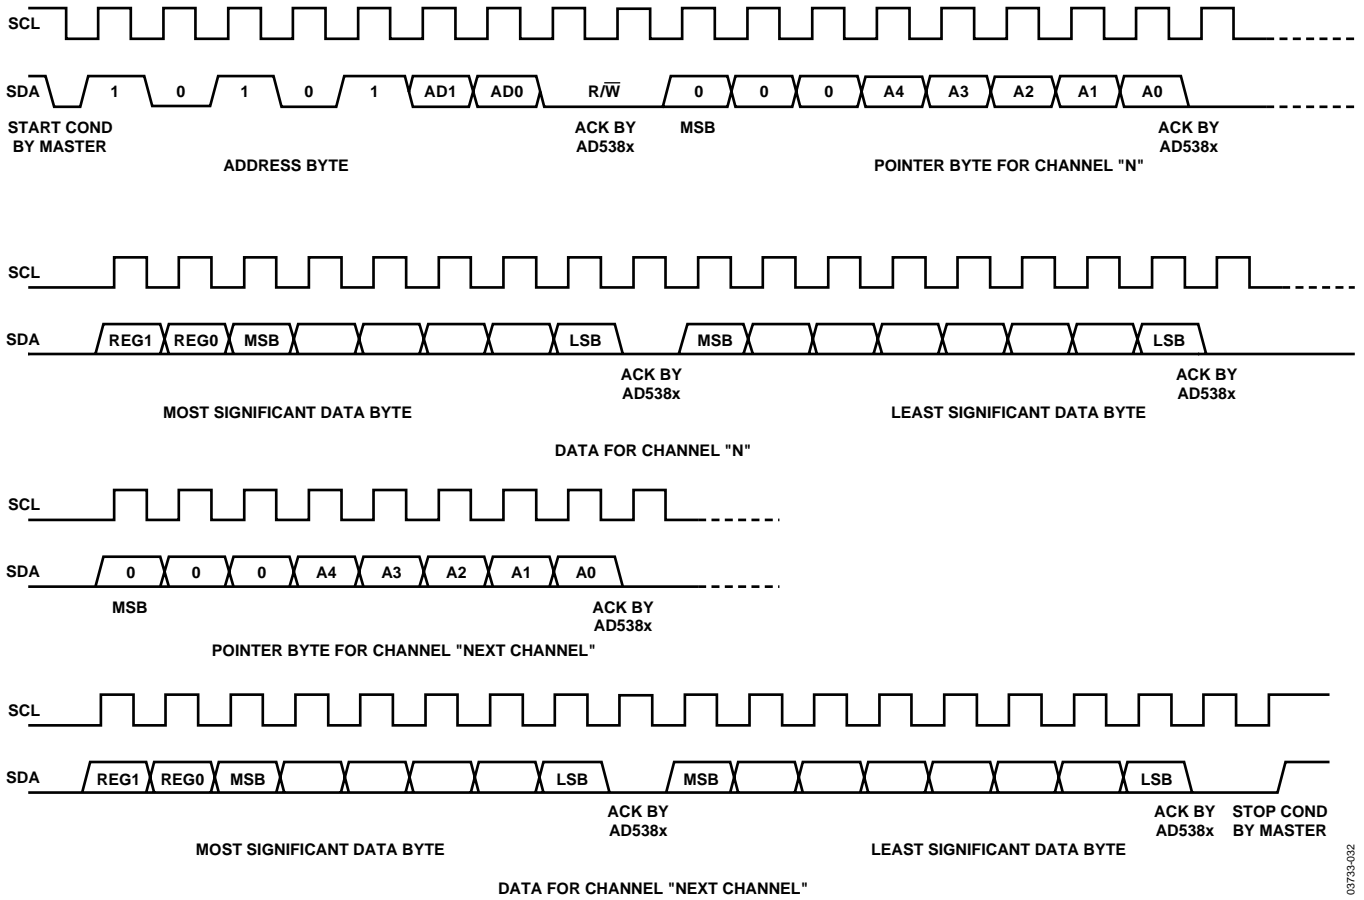 SCL
SDA 1 0 1 0 1 AD1 AD0 R/W̅ 0 0 0 A4 A3 A2 A1 A0
START COND BY MASTER
ACK BY AD538x
MSB
ACK BY AD538x
ADDRESS BYTE
POINTER BYTE FOR CHANNEL "N"
SCL
SDA REG1 REG0 MSB LSB MSB LSB
ACK BY AD538x
ACK BY AD538x
MOST SIGNIFICANT DATA BYTE
LEAST SIGNIFICANT DATA BYTE
DATA FOR CHANNEL "N"
SCL
SDA 0 0 0 A4 A3 A2 A1 A0
MSB
ACK BY AD538x
POINTER BYTE FOR CHANNEL "NEXT CHANNEL"
SCL
SDA REG1 REG0 MSB LSB MSB LSB
ACK BY AD538x
ACK BY AD538x
STOP COND BY MASTER
MOST SIGNIFICANT DATA BYTE
LEAST SIGNIFICANT DATA BYTE
DATA FOR CHANNEL "NEXT CHANNEL"
03733-032